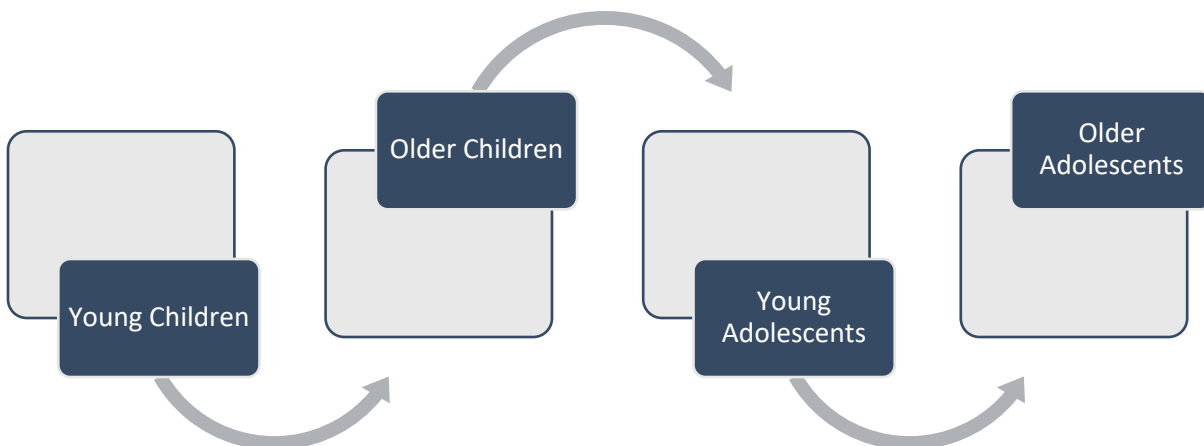 Young Children
Older Children
Young
Adolescents
Older
Adolescents